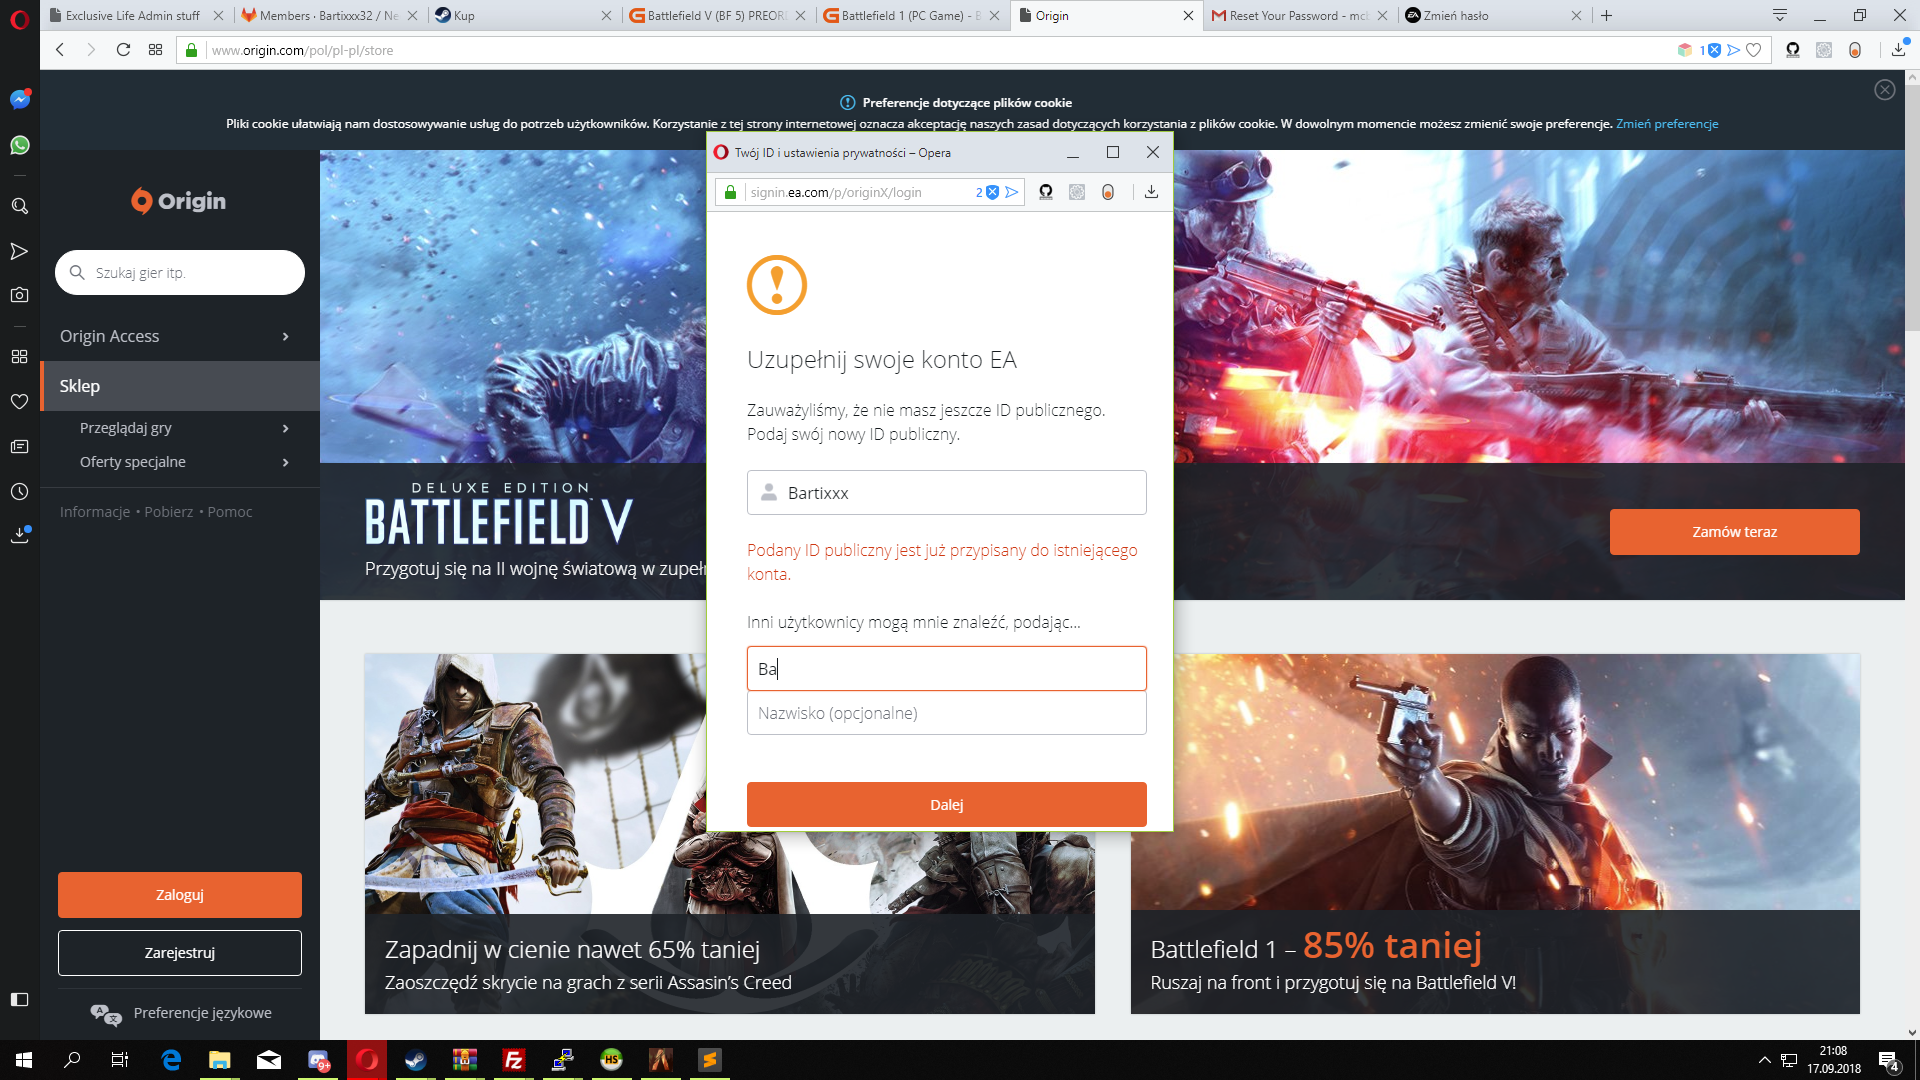 Exclusive Life Admin stuff
Members · Bartixxx32 / Ne
Kup
Battlefield V (BF 5) PREORD
Battlefield 1 (PC Game) - B
Origin
Reset Your Password - mcb
Zmień hasło
www.origin.com/pol/pl-pl/store
1
Preferencje dotyczące plików cookie
Pliki cookie ułatwiają nam dostosowywanie usług do potrzeb użytkowników. Korzystanie z tej strony internetowej oznacza akceptację naszych zasad dotyczących korzystania z plików cookie. W dowolnym momencie możesz zmienić swoje preferencje. Zmień preferencje
Origin
Szukaj gier itp.
Origin Access
Sklep
Przeglądaj gry
Oferty specjalne
Informacje • Pobierz • Pomoc
Zaloguj
Zarejestruj
Preferencje językowe
DELUXE EDITION
BATTLEFIELD V
Przygotuj się na II wojnę światową w zupełn
Zamów teraz
Twój ID i ustawienia prywatności – Opera
signin.ea.com/p/originX/login
2
Uzupełnij swoje konto EA
Zauważyliśmy, że nie masz jeszcze ID publicznego.
Podaj swój nowy ID publiczny.
Bartixxx
Podany ID publiczny jest już przypisany do istniejącego
konta.
Inni użytkownicy mogą mnie znaleźć, podając...
Ba
Nazwisko (opcjonalne)
Dalej
Zapadnij w cienie nawet 65% taniej
Zaoszczędź skrycie na grach z serii Assasin's Creed
Battlefield 1 – 85% taniej
Ruszaj na front i przygotuj się na Battlefield V!
9+
HS
21:08
17.09.2018
4